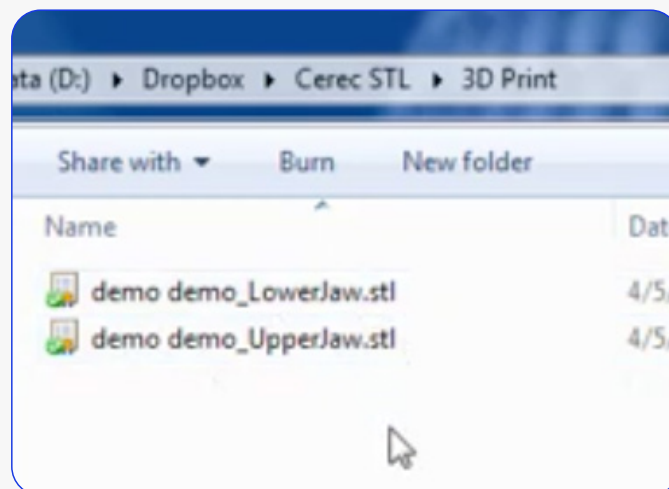 ata (D:) ▸ Dropbox ▸ Cerec STL ▸ 3D Print
Share with ▾ Burn New folder
Name Dat
demo demo_LowerJaw.stl 4/5
demo demo_UpperJaw.stl 4/5